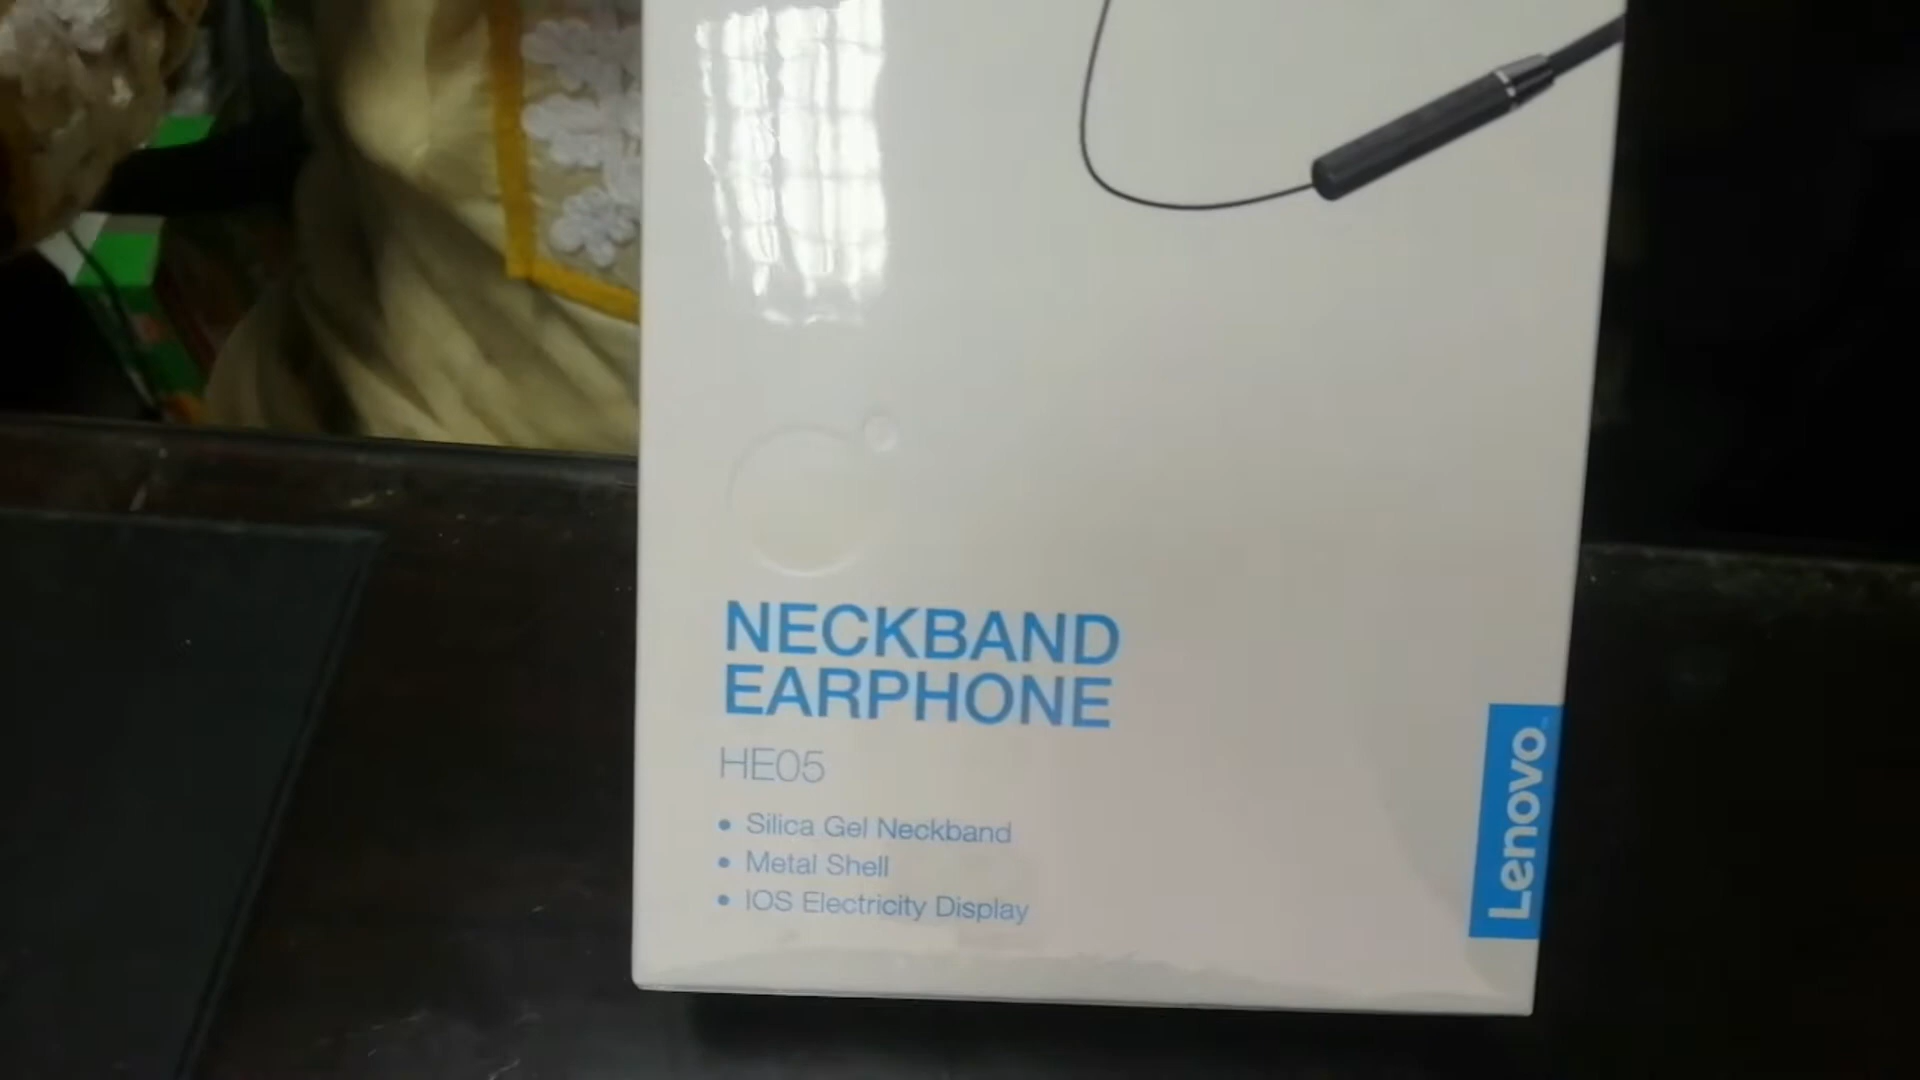 NECKBAND
EARPHONE
HE05
• Silica Gel Neckband
• Metal Shell
• IOS Electricity Display
Lenovo